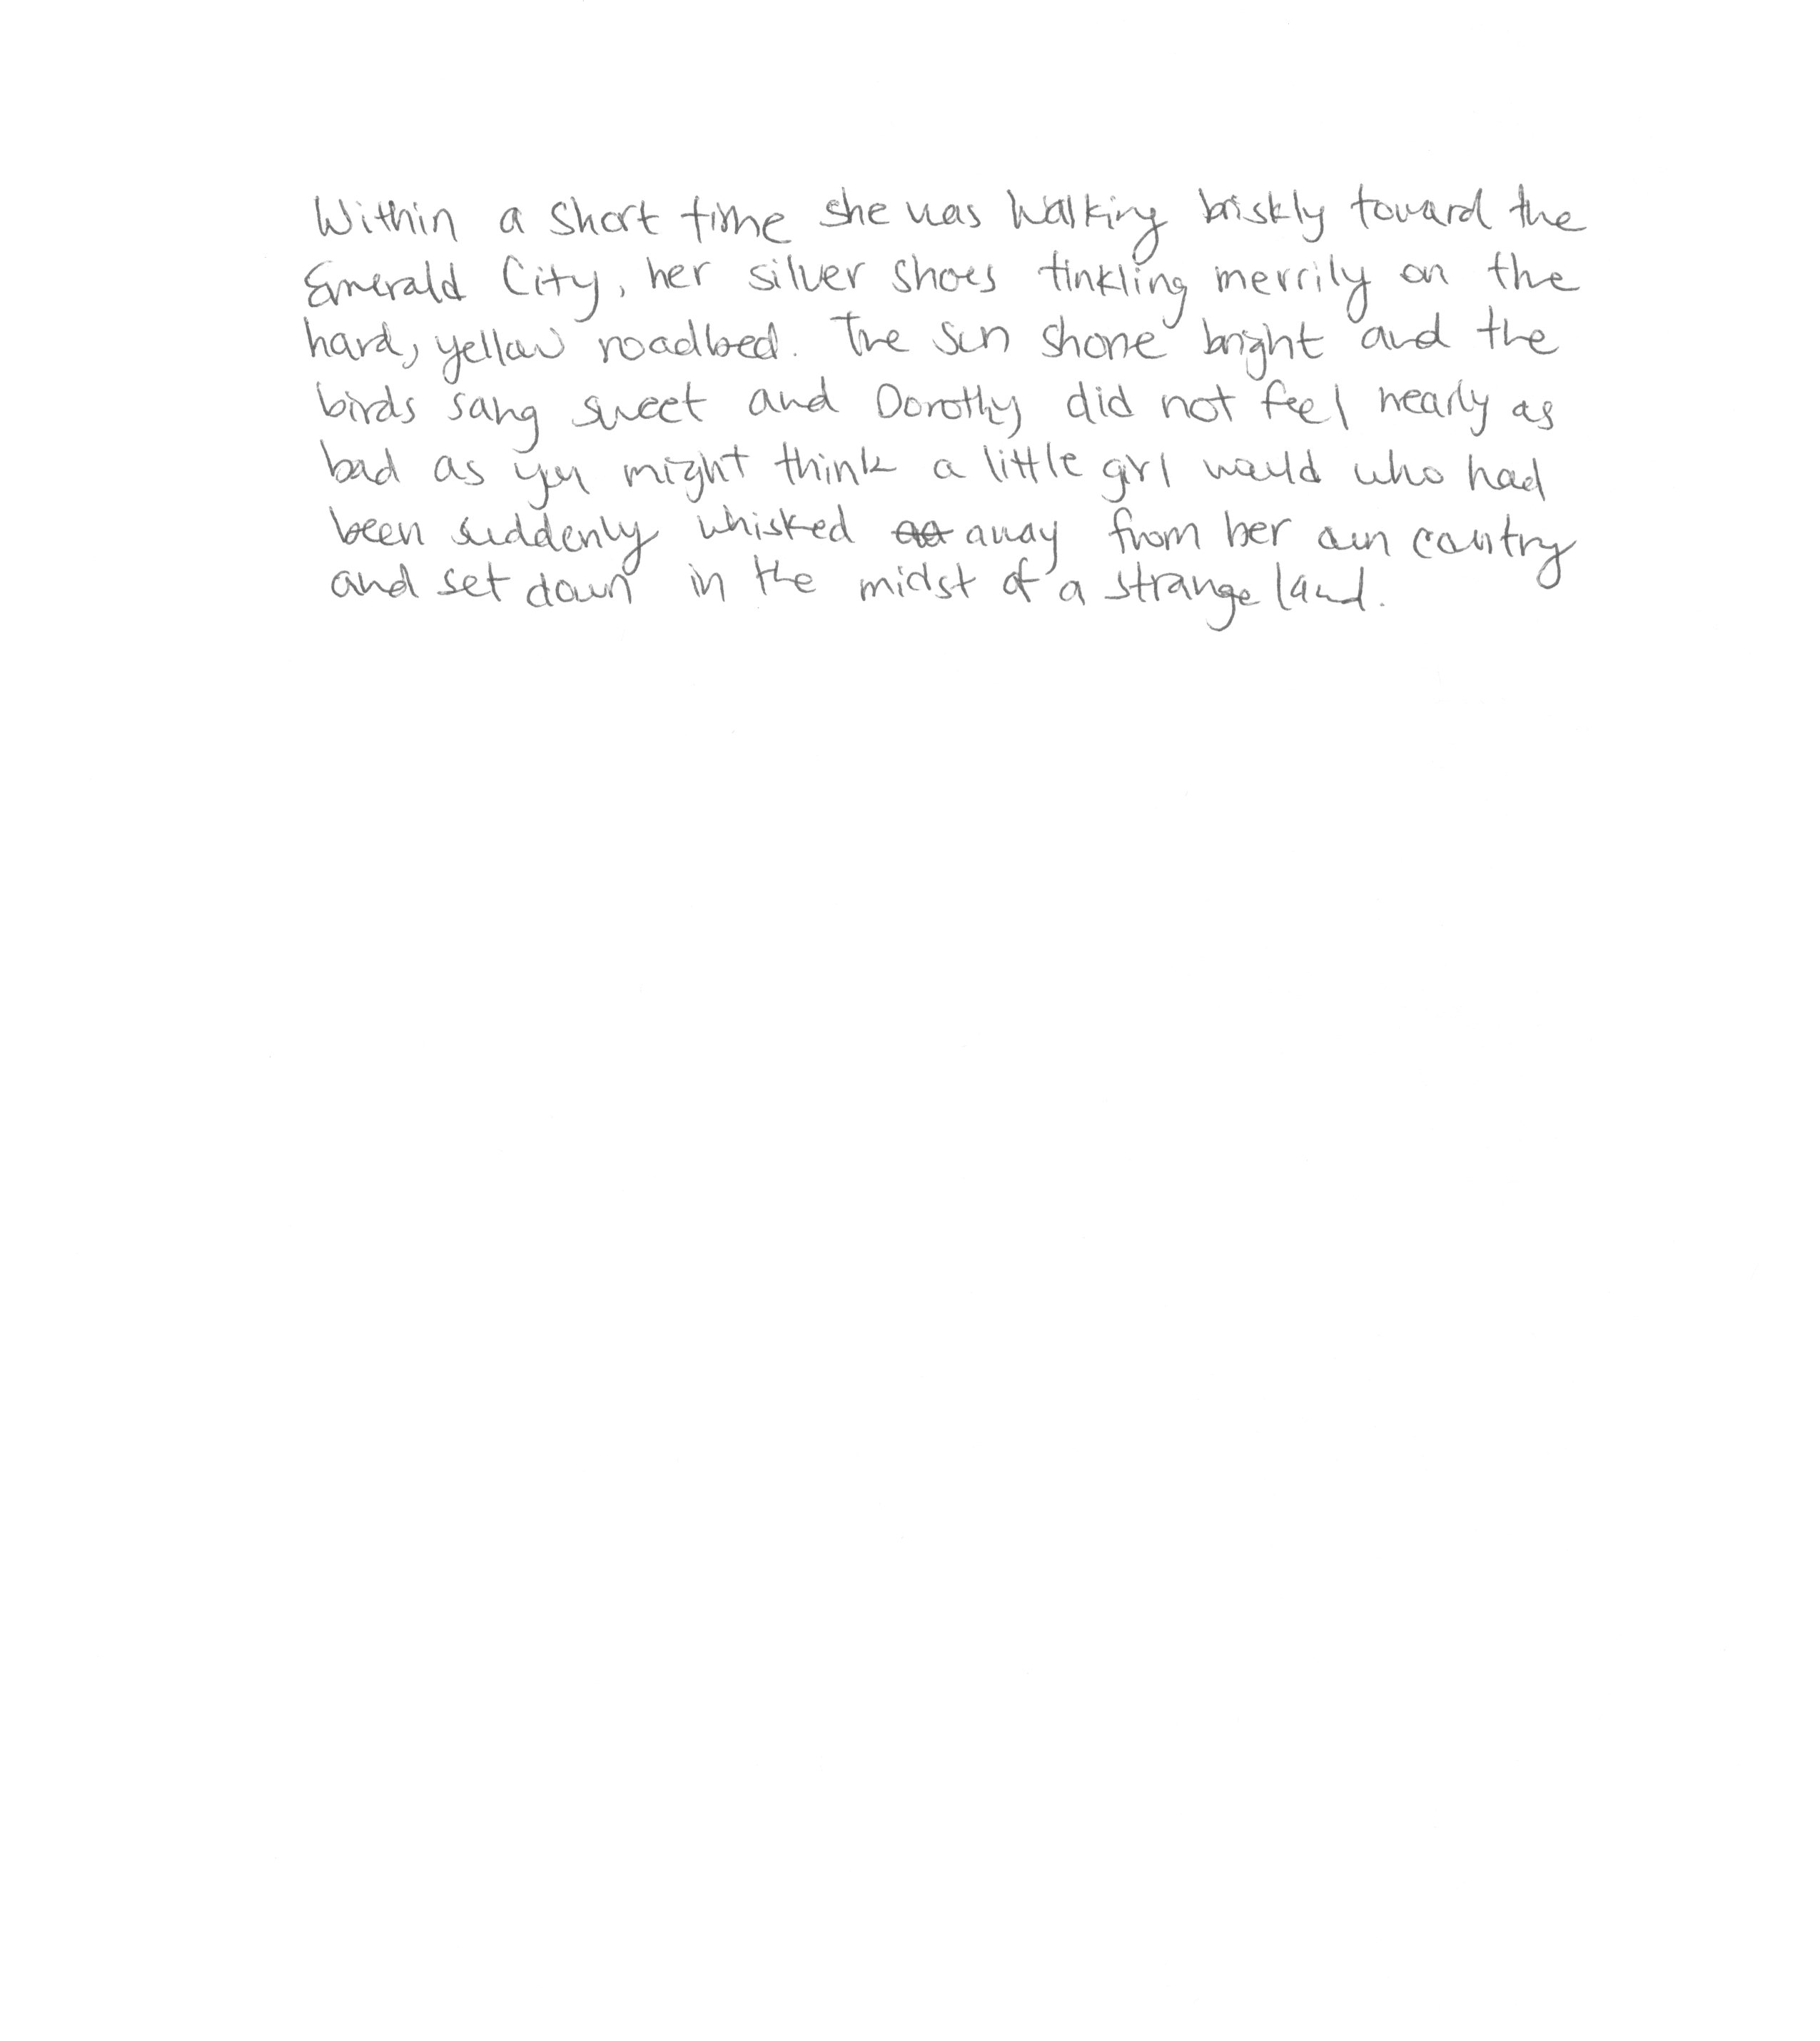 Within a short time she was walking briskly toward the
Emerald City, her silver shoes tinkling merrily on the
hard, yellow roadbed. The sun shone bright and the
birds sang sweet and Dorothy did not feel nearly as
bad as you might think a little girl would who had
been suddenly whisked away from her own country
and set down in the midst of a strange land.